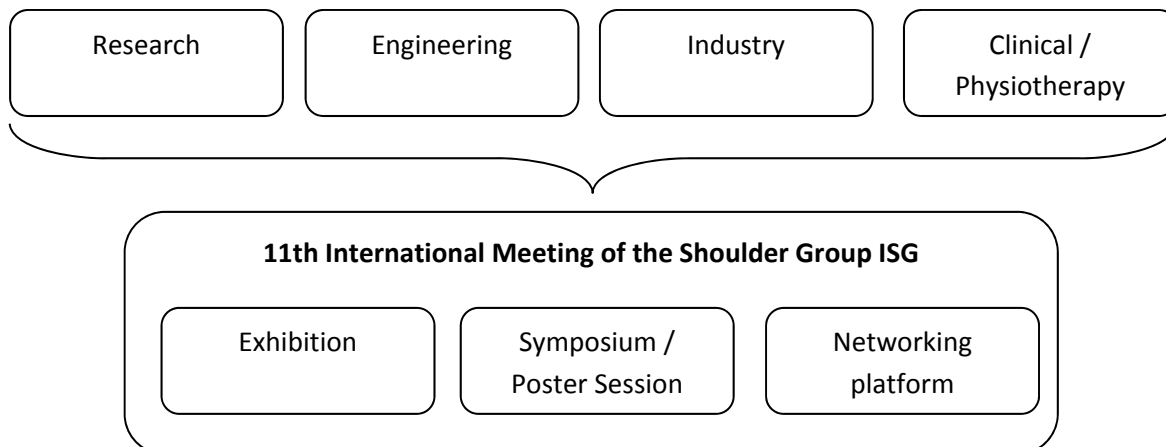 Research
Engineering
Industry
Clinical /
Physiotherapy
11th International Meeting of the Shoulder Group ISG
Exhibition
Symposium /
Poster Session
Networking
platform